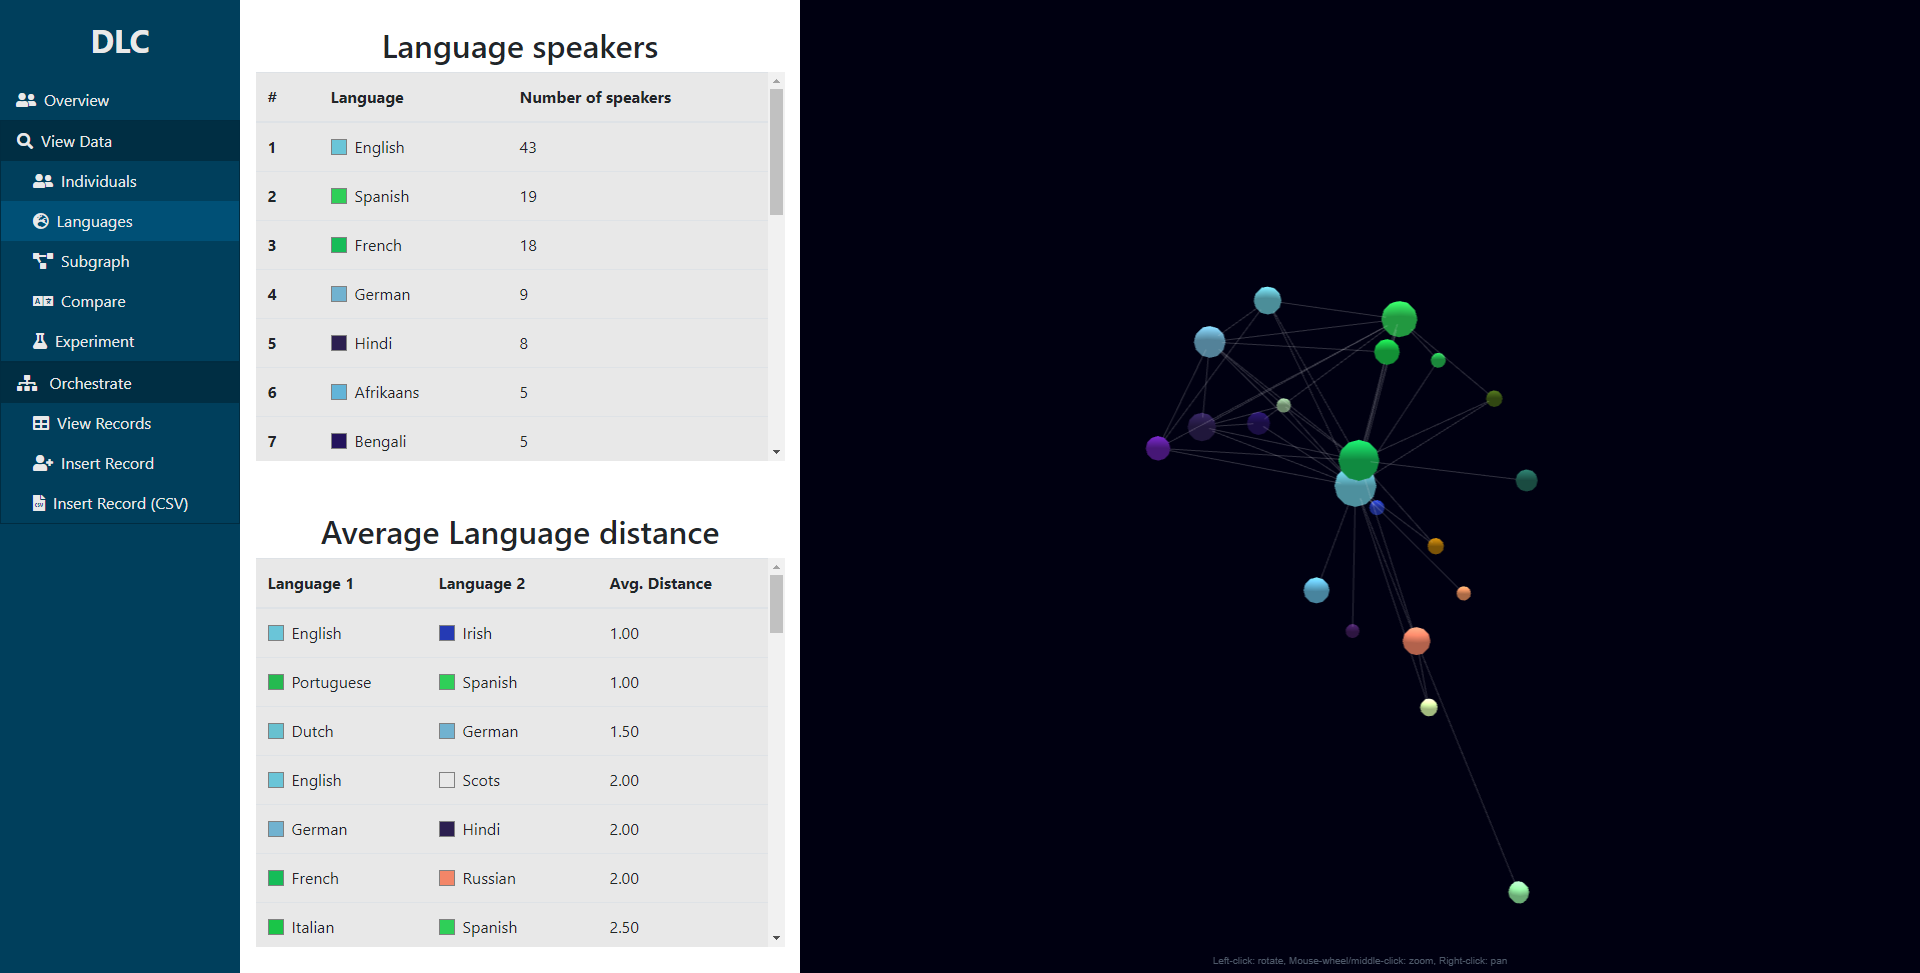 DLC
Overview
View Data
Individuals
Languages
Subgraph
Compare
Experiment
Orchestrate
View Records
Insert Record
Insert Record (CSV)
Language speakers
# Language Number of speakers
1 English 43
2 Spanish 19
3 French 18
4 German 9
5 Hindi 8
6 Afrikaans 5
7 Bengali 5
Average Language distance
Language 1 Language 2 Avg. Distance
English Irish 1.00
Portuguese Spanish 1.00
Dutch German 1.50
English Scots 2.00
German Hindi 2.00
French Russian 2.00
Italian Spanish 2.50
Left-click: rotate, Mouse-wheel/middle-click: zoom, Right-click: pan